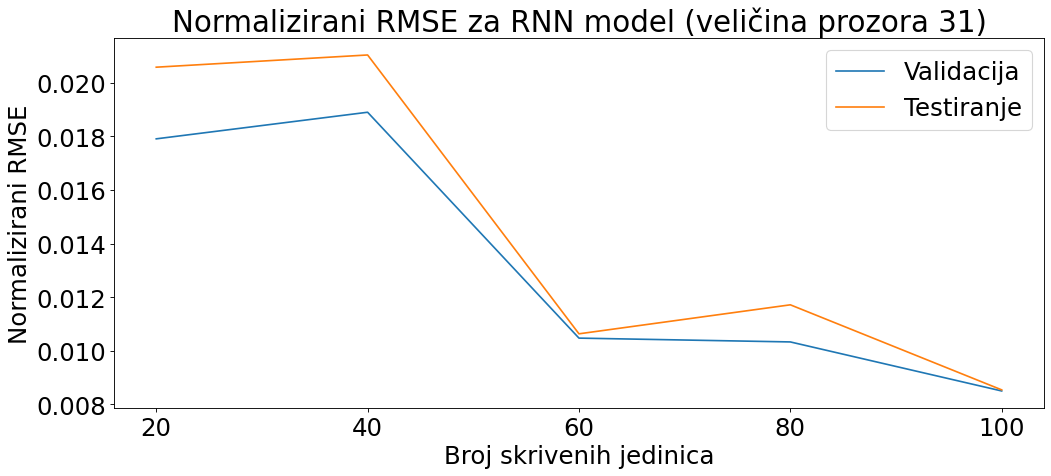 Normalizirani RMSE za RNN model (veličina prozora 31)
Validacija
Testiranje
Normalizirani RMSE
0.020
0.018
0.016
0.014
0.012
0.010
0.008
20 40 60 80 100
Broj skrivenih jedinica